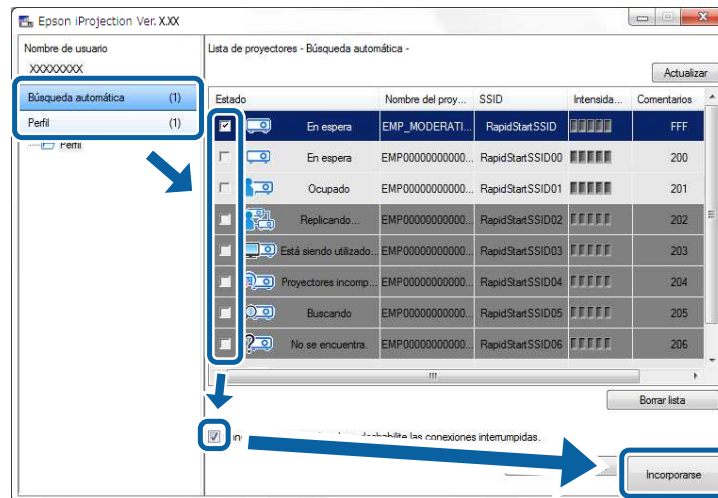 Epson iProjection Ver. X.XX
Nombre de usuario
XXXXXXXX
Búsqueda automática (1)
Perfil (1)
Perfil
Lista de proyectores - Búsqueda automática -
Actualizar
Estado Nombre del proy... SSID Intensida... Comentarios
En espera EMP_MODERATI... RapidStartSSID FFF
En espera EMP00000000000... RapidStartSSID00 200
Ocupado EMP00000000000... RapidStartSSID01 201
Replicando... EMP00000000000... RapidStartSSID02 202
Está siendo utilizado... EMP00000000000... RapidStartSSID03 203
Proyectores incomp... EMP00000000000... RapidStartSSID04 204
Buscando EMP00000000000... RapidStartSSID05 205
No se encuentra. EMP00000000000... RapidStartSSID06 206
Borrar lista
deshabilite las conexiones interrumpidas.
Incorporarse